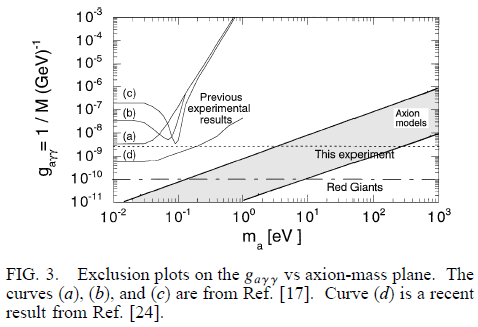 10^-3
10^-4
10^-5
10^-6
10^-7
10^-8
10^-9
10^-10
10^-11
g_aγγ = 1 / M (GeV)^-1
(c)
(b)
(a)
(d)
Previous
experimental
results
Axion
models
This experiment
Red Giants
10^-2 10^-1 10^0 10^1 10^2 10^3
m_a [eV ]
FIG. 3. Exclusion plots on the g_aγγ vs axion-mass plane. The
curves (a), (b), and (c) are from Ref. [17]. Curve (d) is a recent
result from Ref. [24].